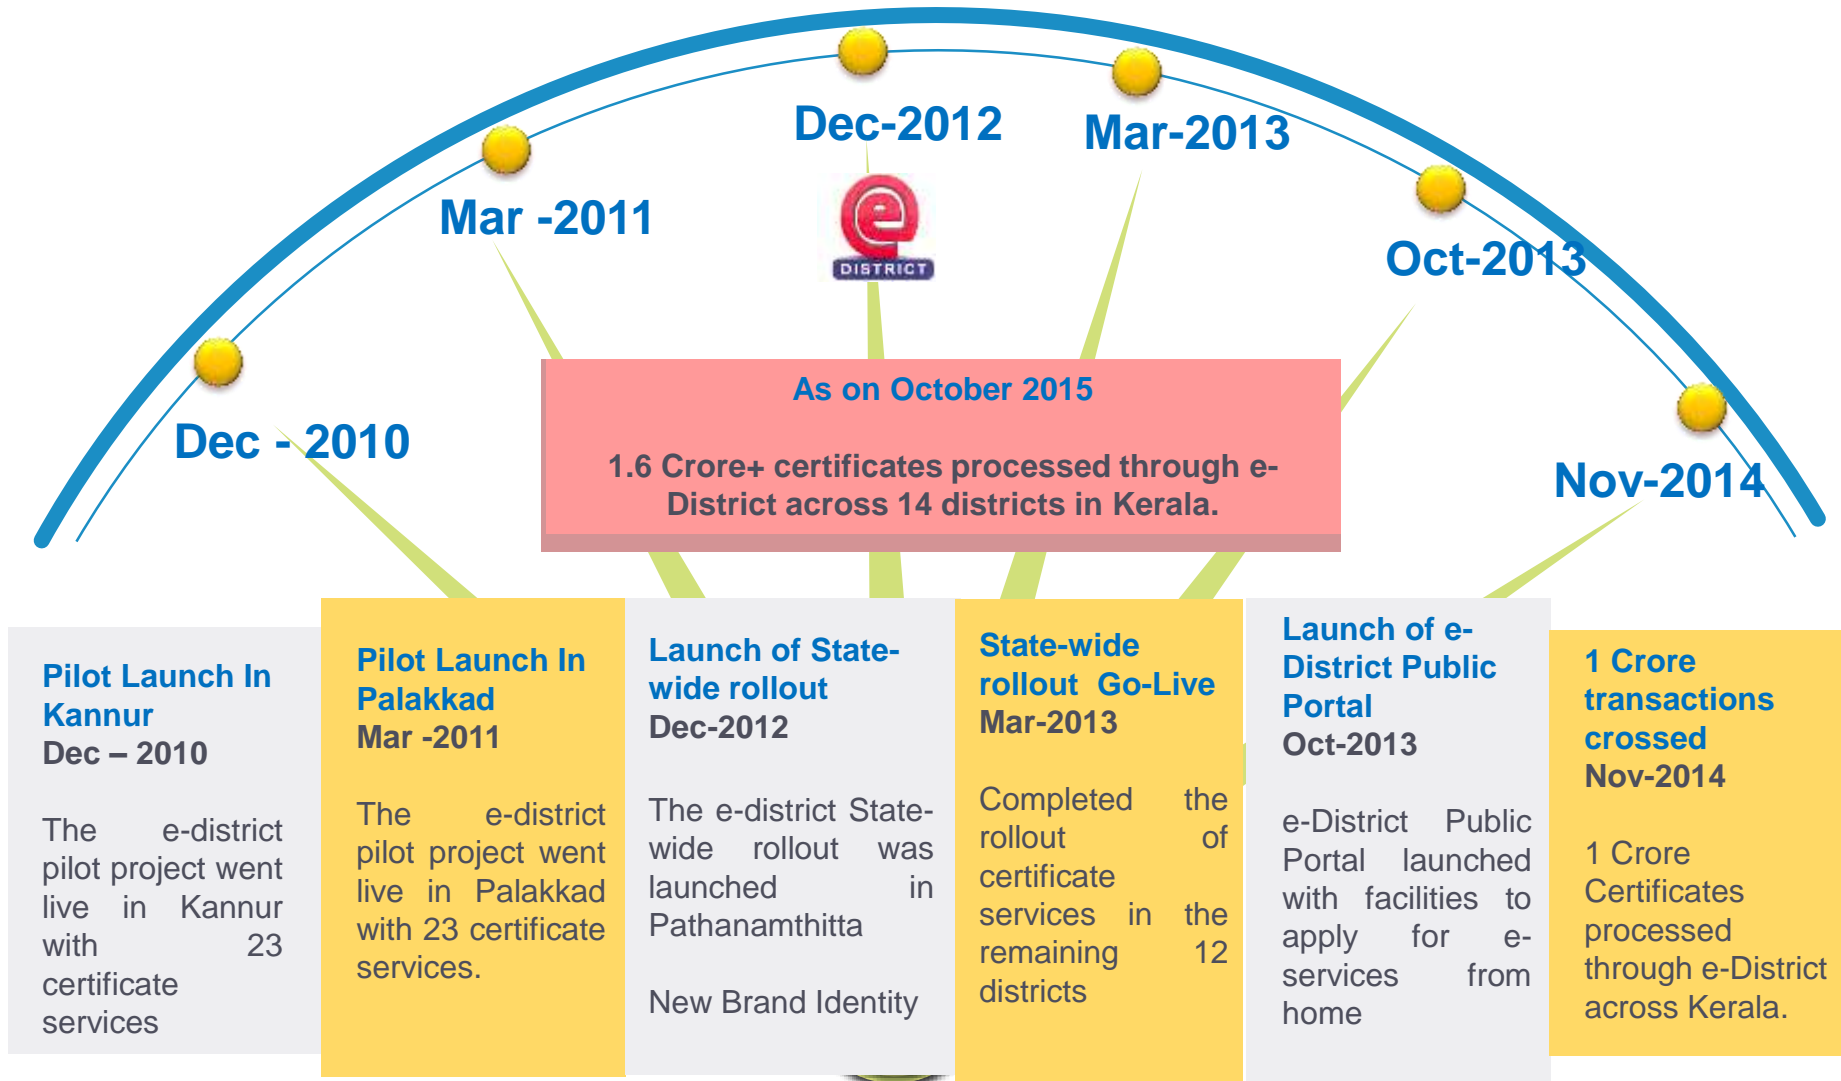 Dec-2012
Mar-2013
Mar -2011
Oct-2013
Dec - 2010
Nov-2014
e
DISTRICT
As on October 2015
1.6 Crore+ certificates processed through e-
District across 14 districts in Kerala.
Pilot Launch In
Kannur
Dec – 2010
The e-district
pilot project went
live in Kannur
with 23
certificate
services
Pilot Launch In
Palakkad
Mar -2011
The e-district
pilot project went
live in Palakkad
with 23 certificate
services.
Launch of State-
wide rollout
Dec-2012
The e-district State-
wide rollout was
launched in
Pathanamthitta
New Brand Identity
State-wide
rollout  Go-Live
Mar-2013
Completed the
rollout of
certificate
services in the
remaining 12
districts
Launch of e-
District Public
Portal
Oct-2013
e-District Public
Portal launched
with facilities to
apply for e-
services from
home
1 Crore
transactions
crossed
Nov-2014
1 Crore
Certificates
processed
through e-District
across Kerala.